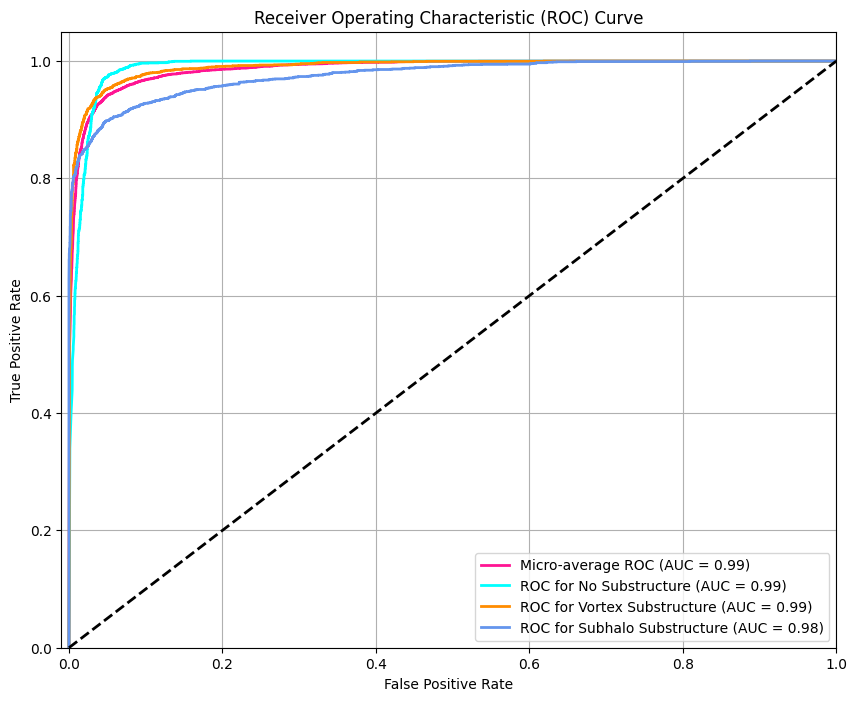 Receiver Operating Characteristic (ROC) Curve
1.0
0.8
0.6
0.4
0.2
0.0
True Positive Rate
Micro-average ROC (AUC = 0.99)
ROC for No Substructure (AUC = 0.99)
ROC for Vortex Substructure (AUC = 0.99)
ROC for Subhalo Substructure (AUC = 0.98)
0.0 0.2 0.4 0.6 0.8 1.0
False Positive Rate